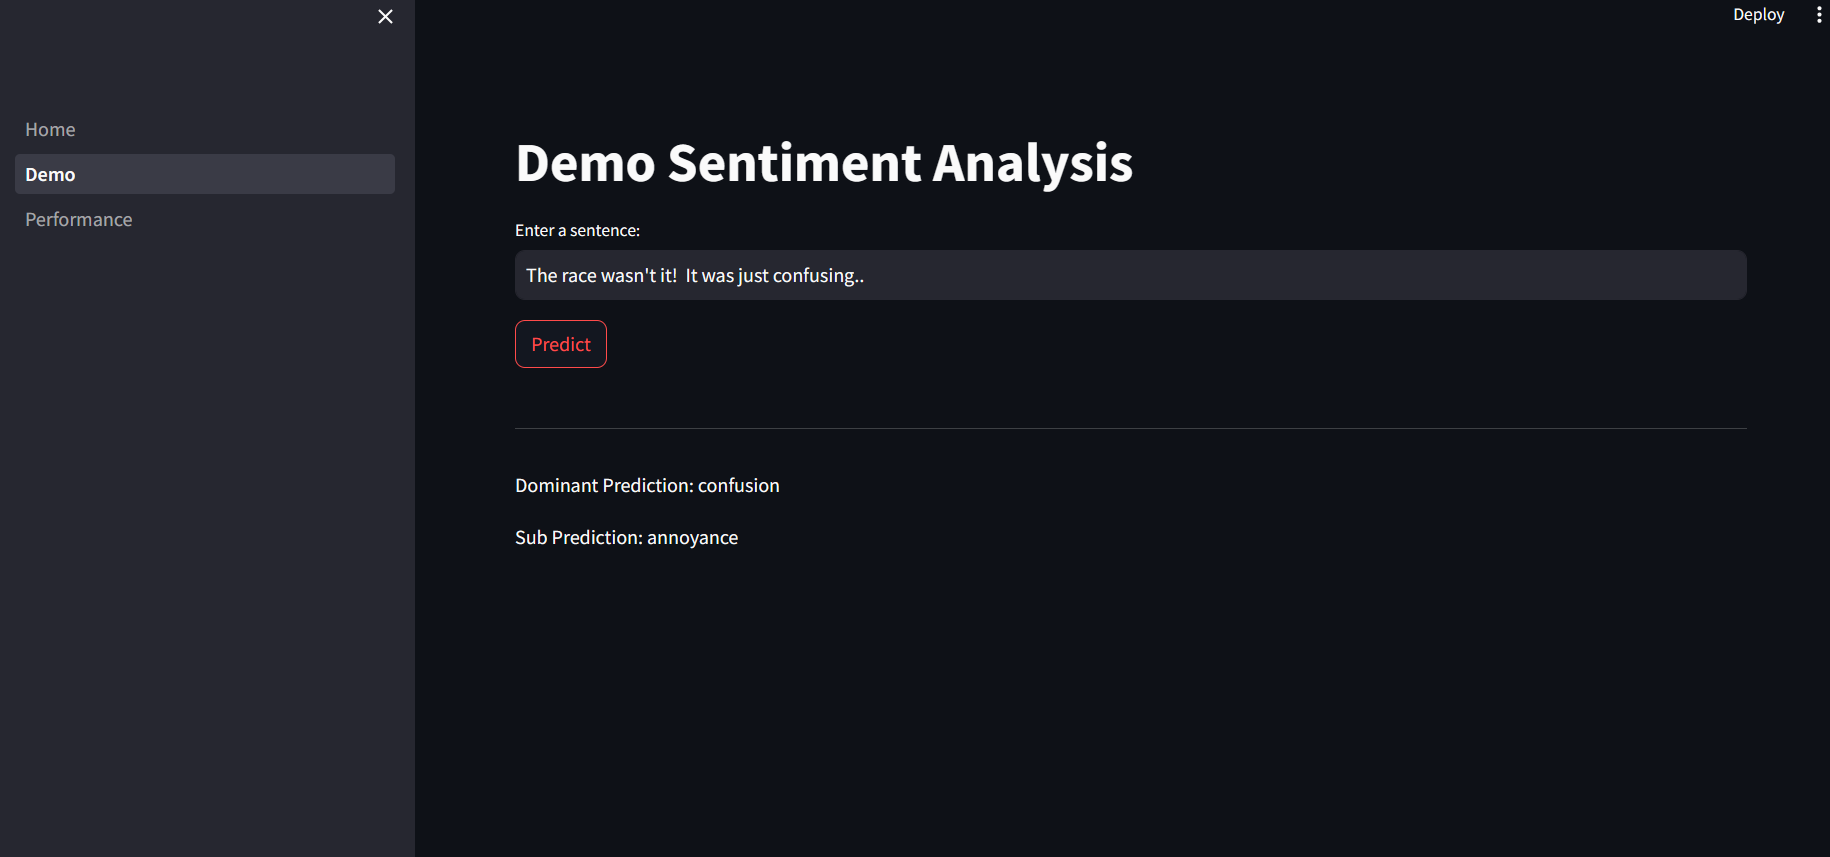 Deploy
Home
Demo
Performance
Demo Sentiment Analysis
Enter a sentence:
The race wasn't it!  It was just confusing..
Predict
Dominant Prediction: confusion
Sub Prediction: annoyance